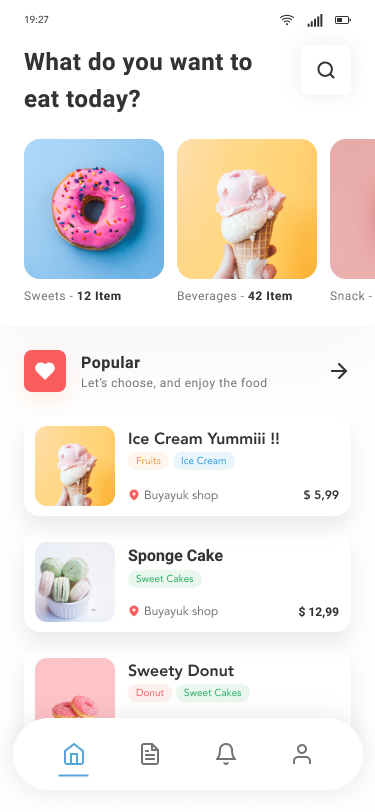 19:27
What do you want to
eat today?
Sweets - 12 Item
Beverages - 42 Item
Snack -
Popular
Let's choose, and enjoy the food
Ice Cream Yummiii !!
Fruits
Ice Cream
Buyayuk shop
$ 5,99
Sponge Cake
Sweet Cakes
Buyayuk shop
$ 12,99
Sweety Donut
Donut
Sweet Cakes